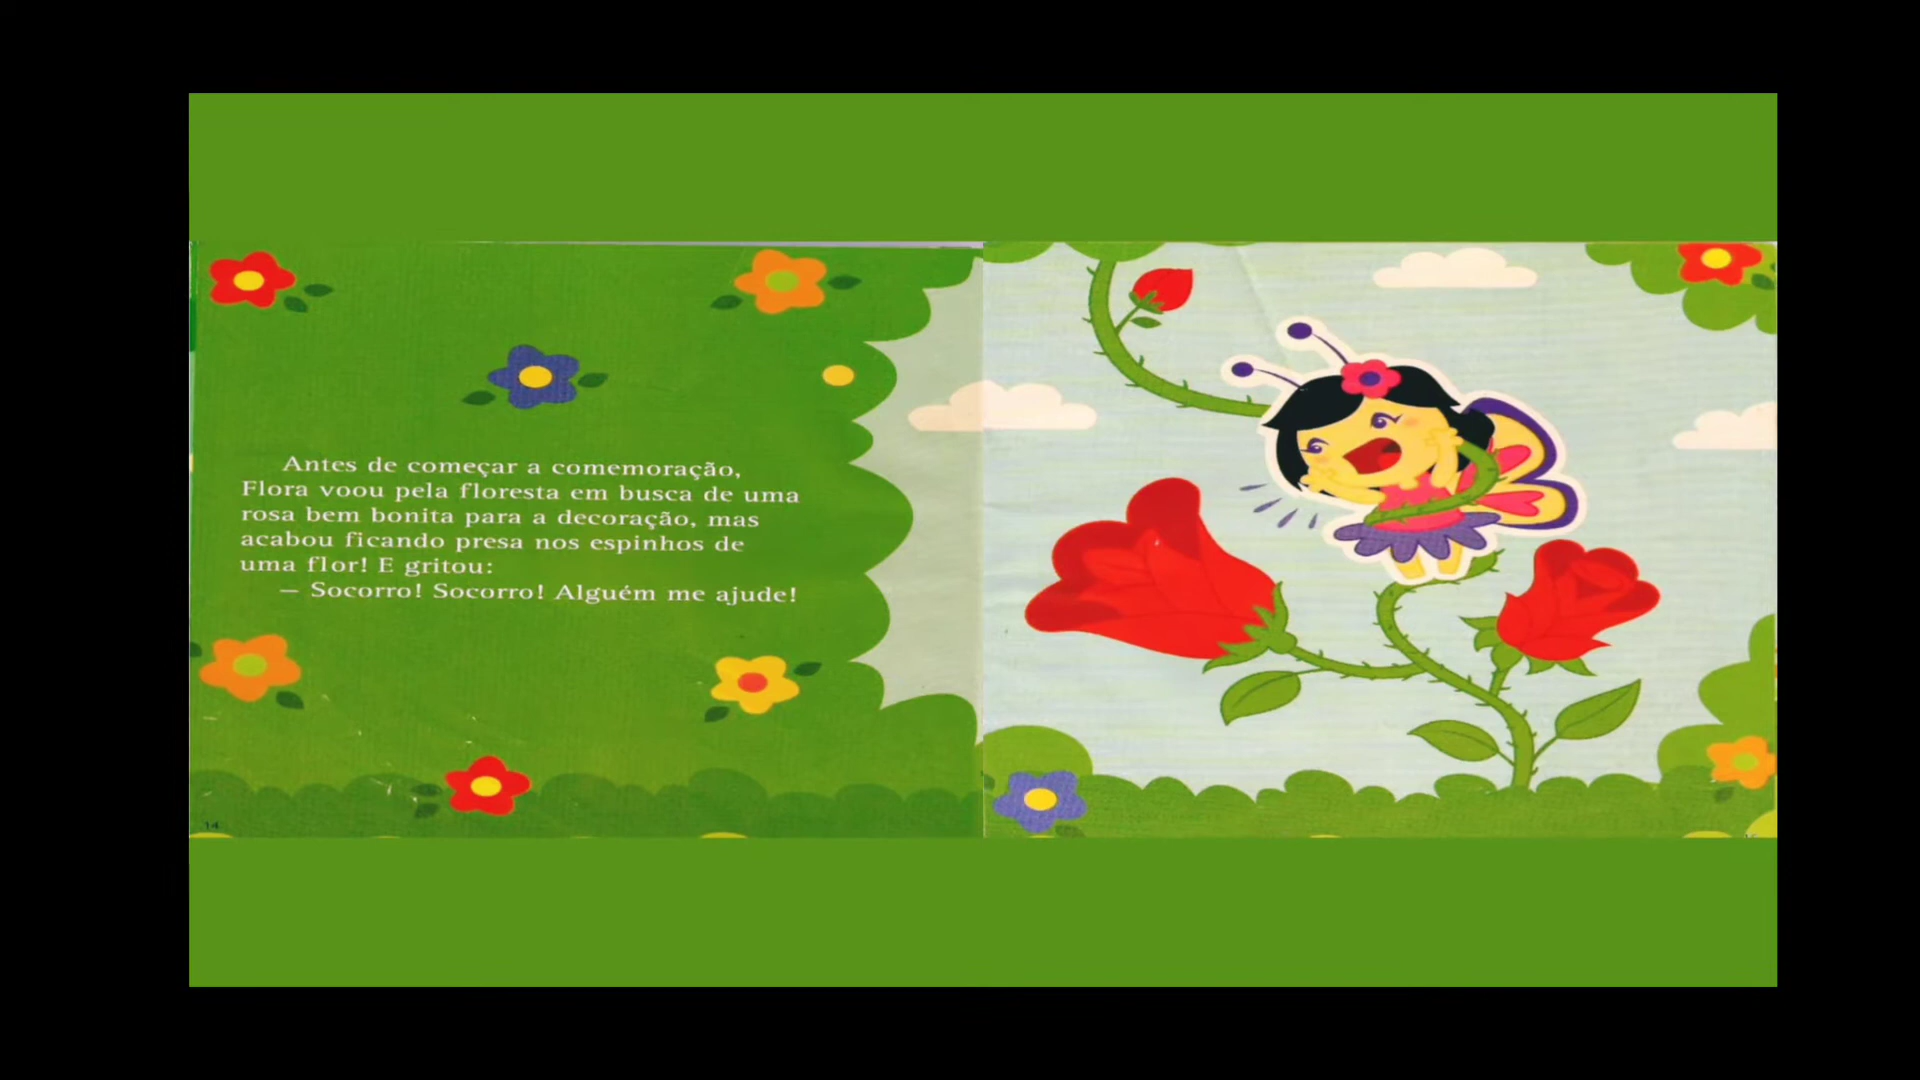 Antes de começar a comemoração,
Flora voou pela floresta em busca de uma
rosa bem bonita para a decoração, mas
acabou ficando presa nos espinhos de
uma flor! E gritou:
– Socorro! Socorro! Alguém me ajude!
14